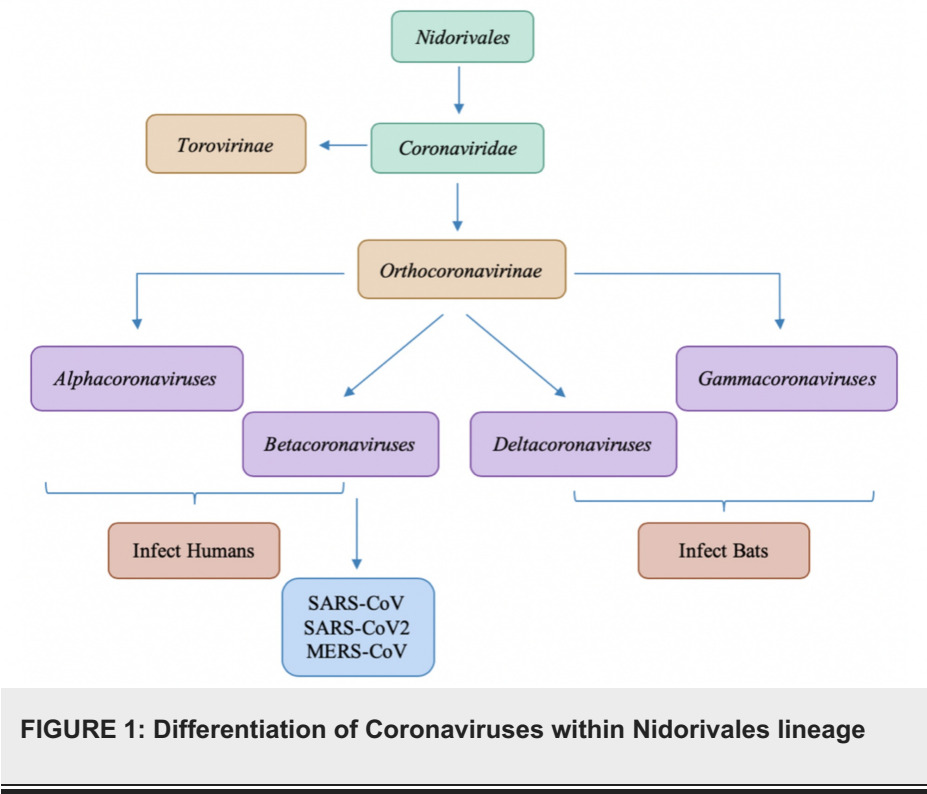 Nidorivales
Torovirinae
Coronaviridae
Orthocoronavirinae
Alphacoronaviruses
Gammacoronaviruses
Betacoronaviruses
Deltacoronaviruses
Infect Humans
Infect Bats
SARS-CoV
SARS-CoV2
MERS-CoV
FIGURE 1: Differentiation of Coronaviruses within Nidorivales lineage